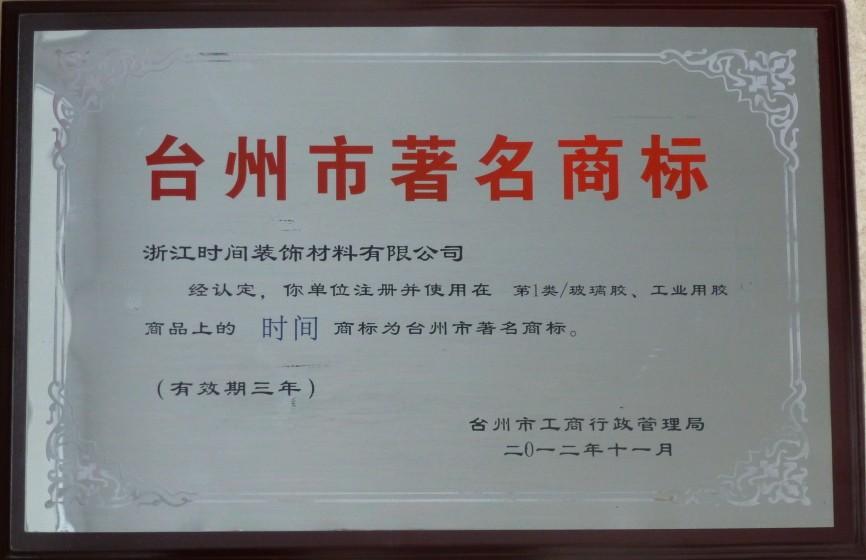 台州市著名商标
浙江时间装饰材料有限公司
经认定，你单位注册并使用在 第1类/玻璃胶、工业用胶
商品上的 时间 商标为台州市著名商标。
（有效期三年）
台州市工商行政管理局
二0一二年十一月